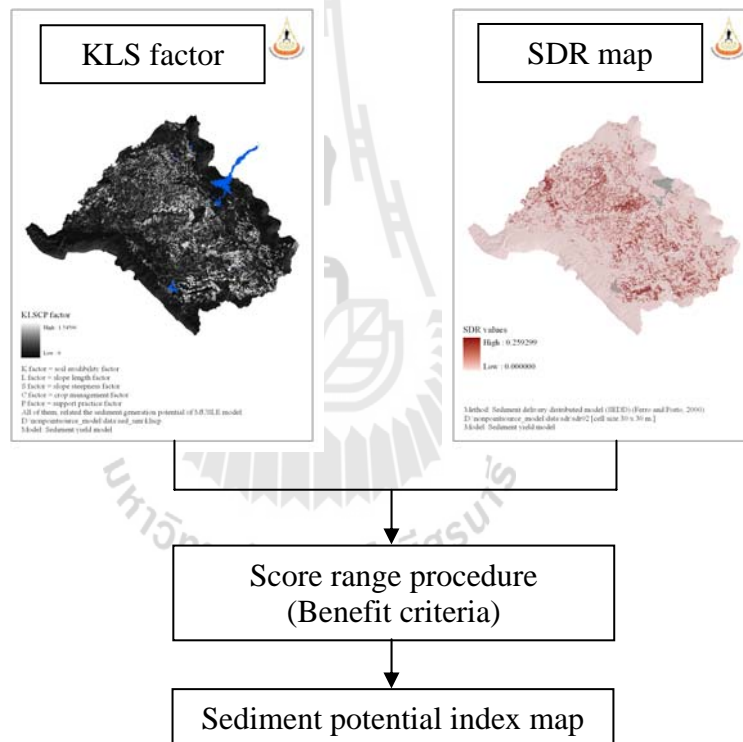 KLS factor
SDR map
KLSCP factor
High : 1.54594
Low : 0
K factor = soil erodibility factor
L factor = slope length factor
S factor = slope steepness factor
C factor = crop management factor
P factor = support practice factor
All of them, related the sediment generation potential of MUSLE model
Model: Sediment yield model
SDR values
High : 0.259299
Low : 0.000000
Method: Sediment delivery distributed model (SEDD) (Ferro and Porto, 2000)
Model: Sediment yield model
Score range procedure
(Benefit criteria)
Sediment potential index map